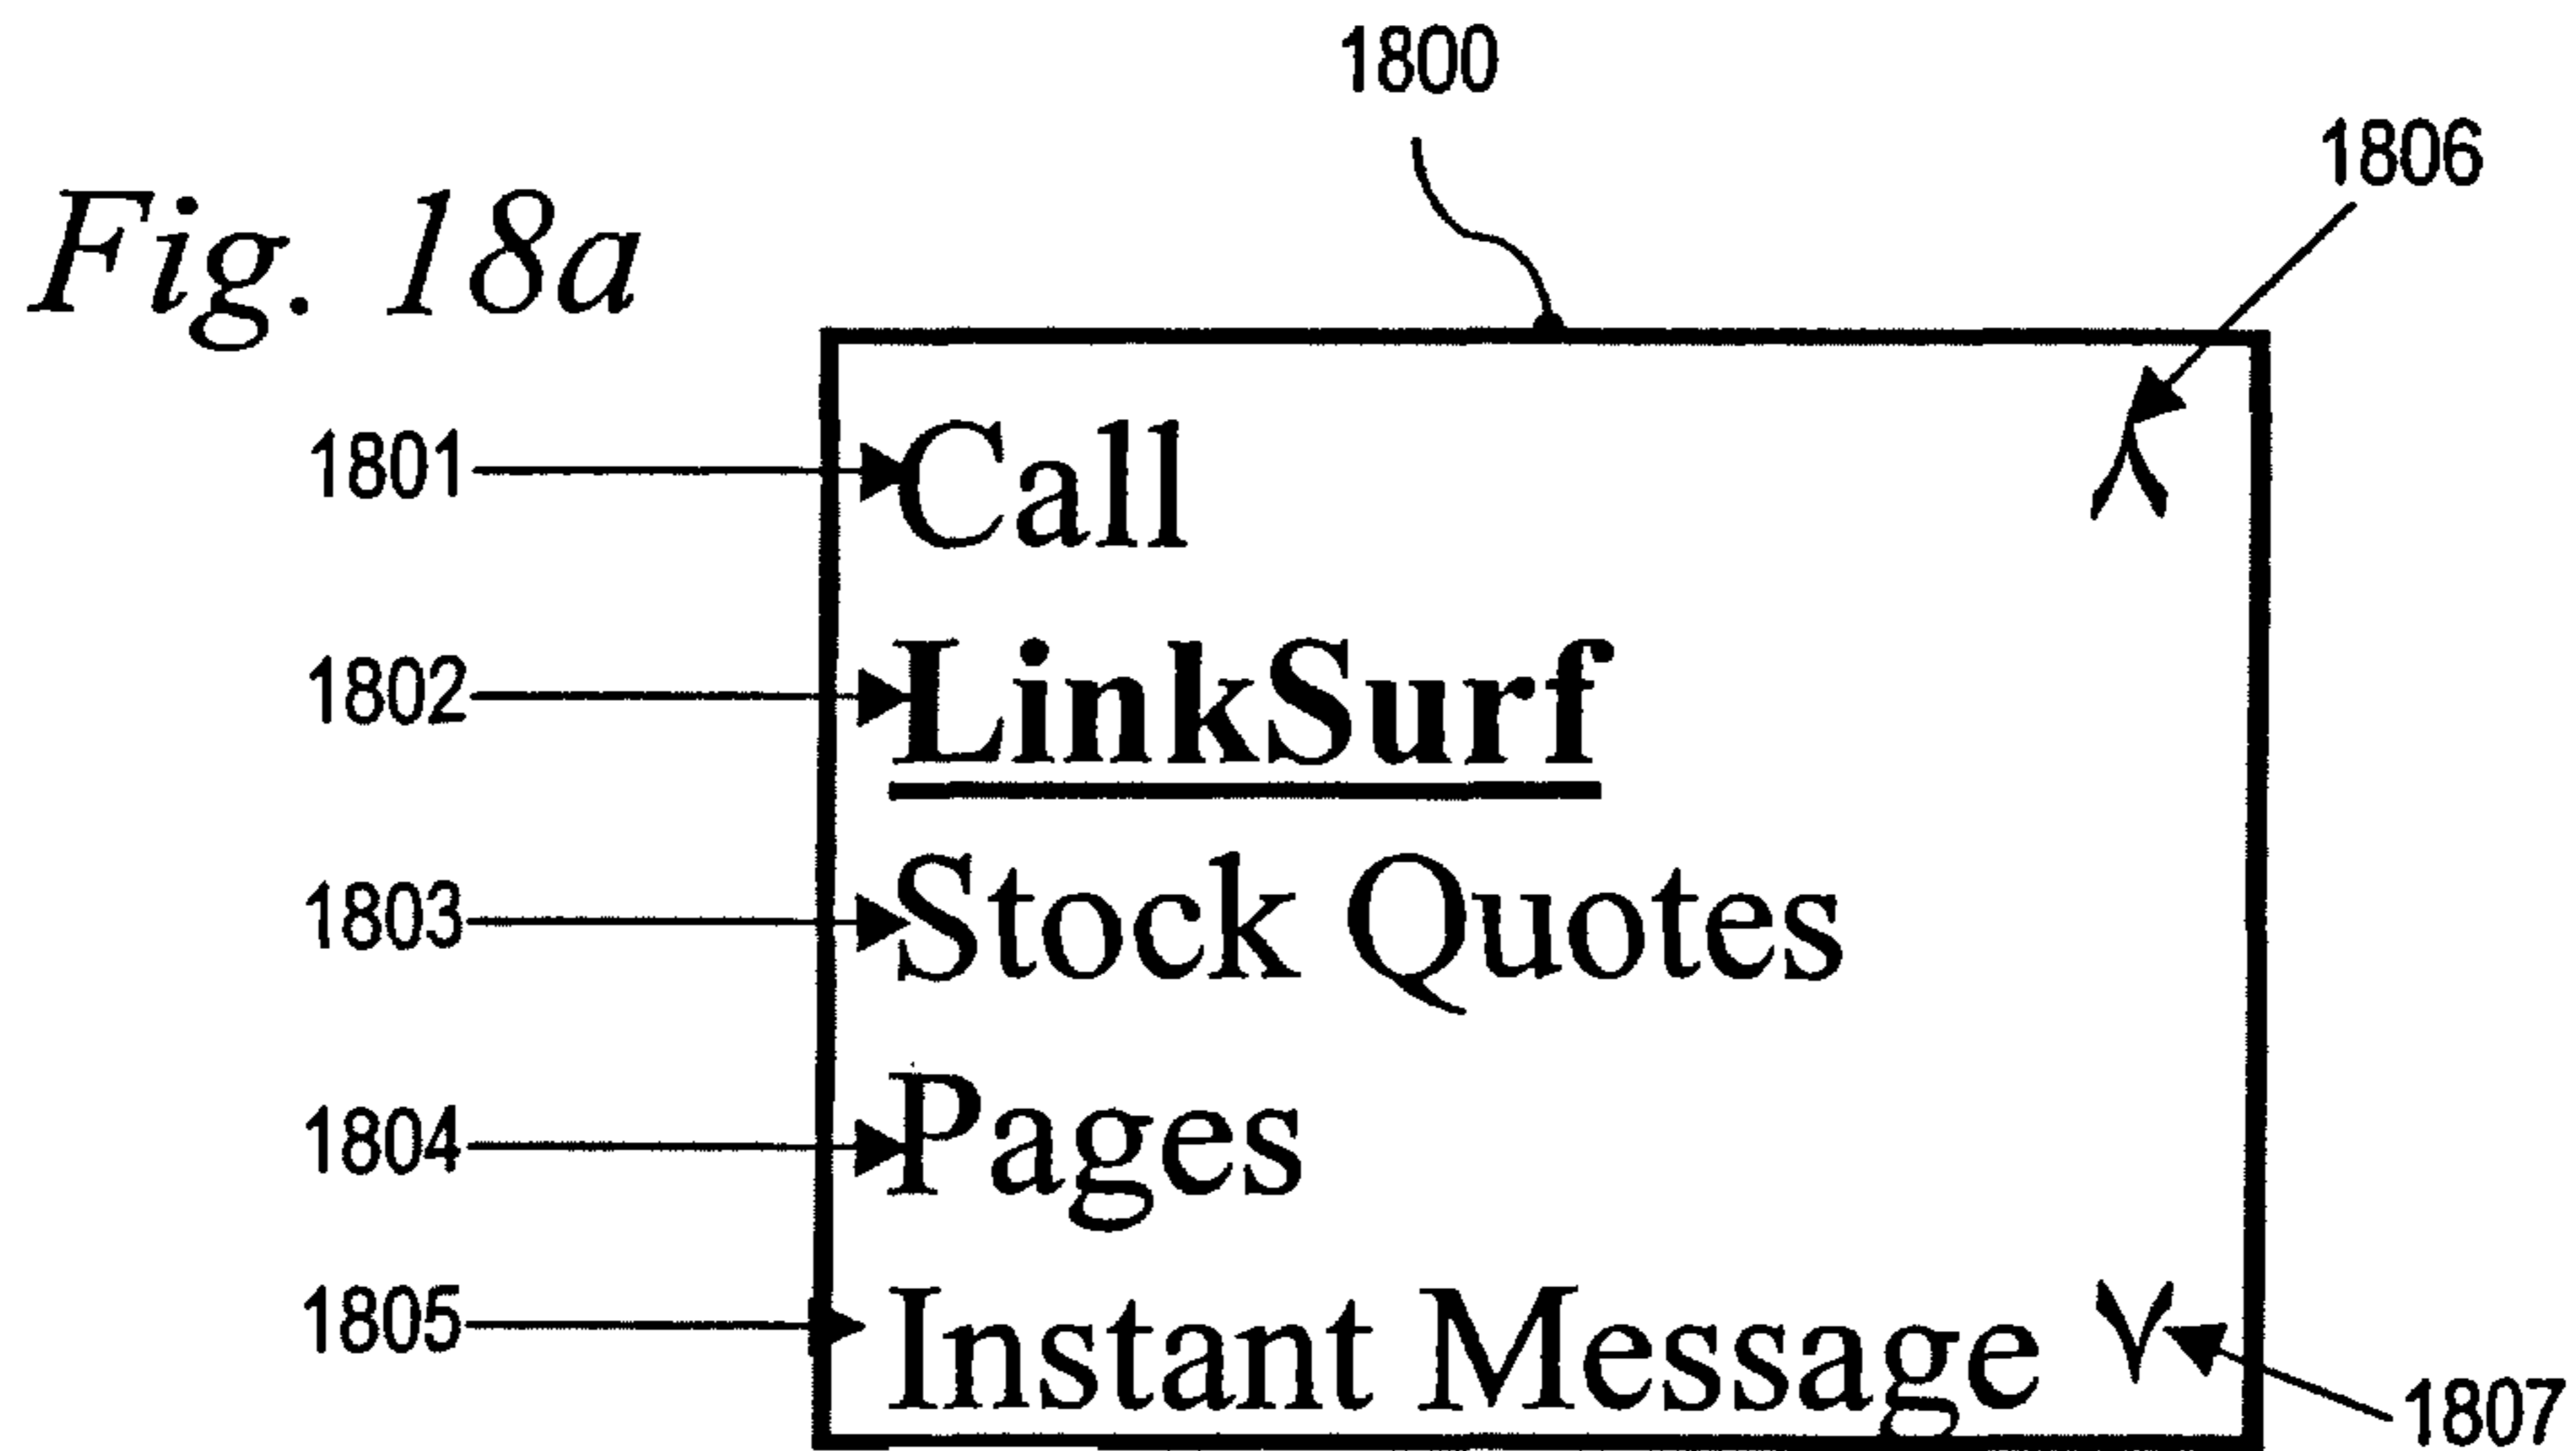 1800
1806
Fig. 18a
1801 Call
1802 LinkSurf
1803 Stock Quotes
1804 Pages
1805 Instant Message
1807